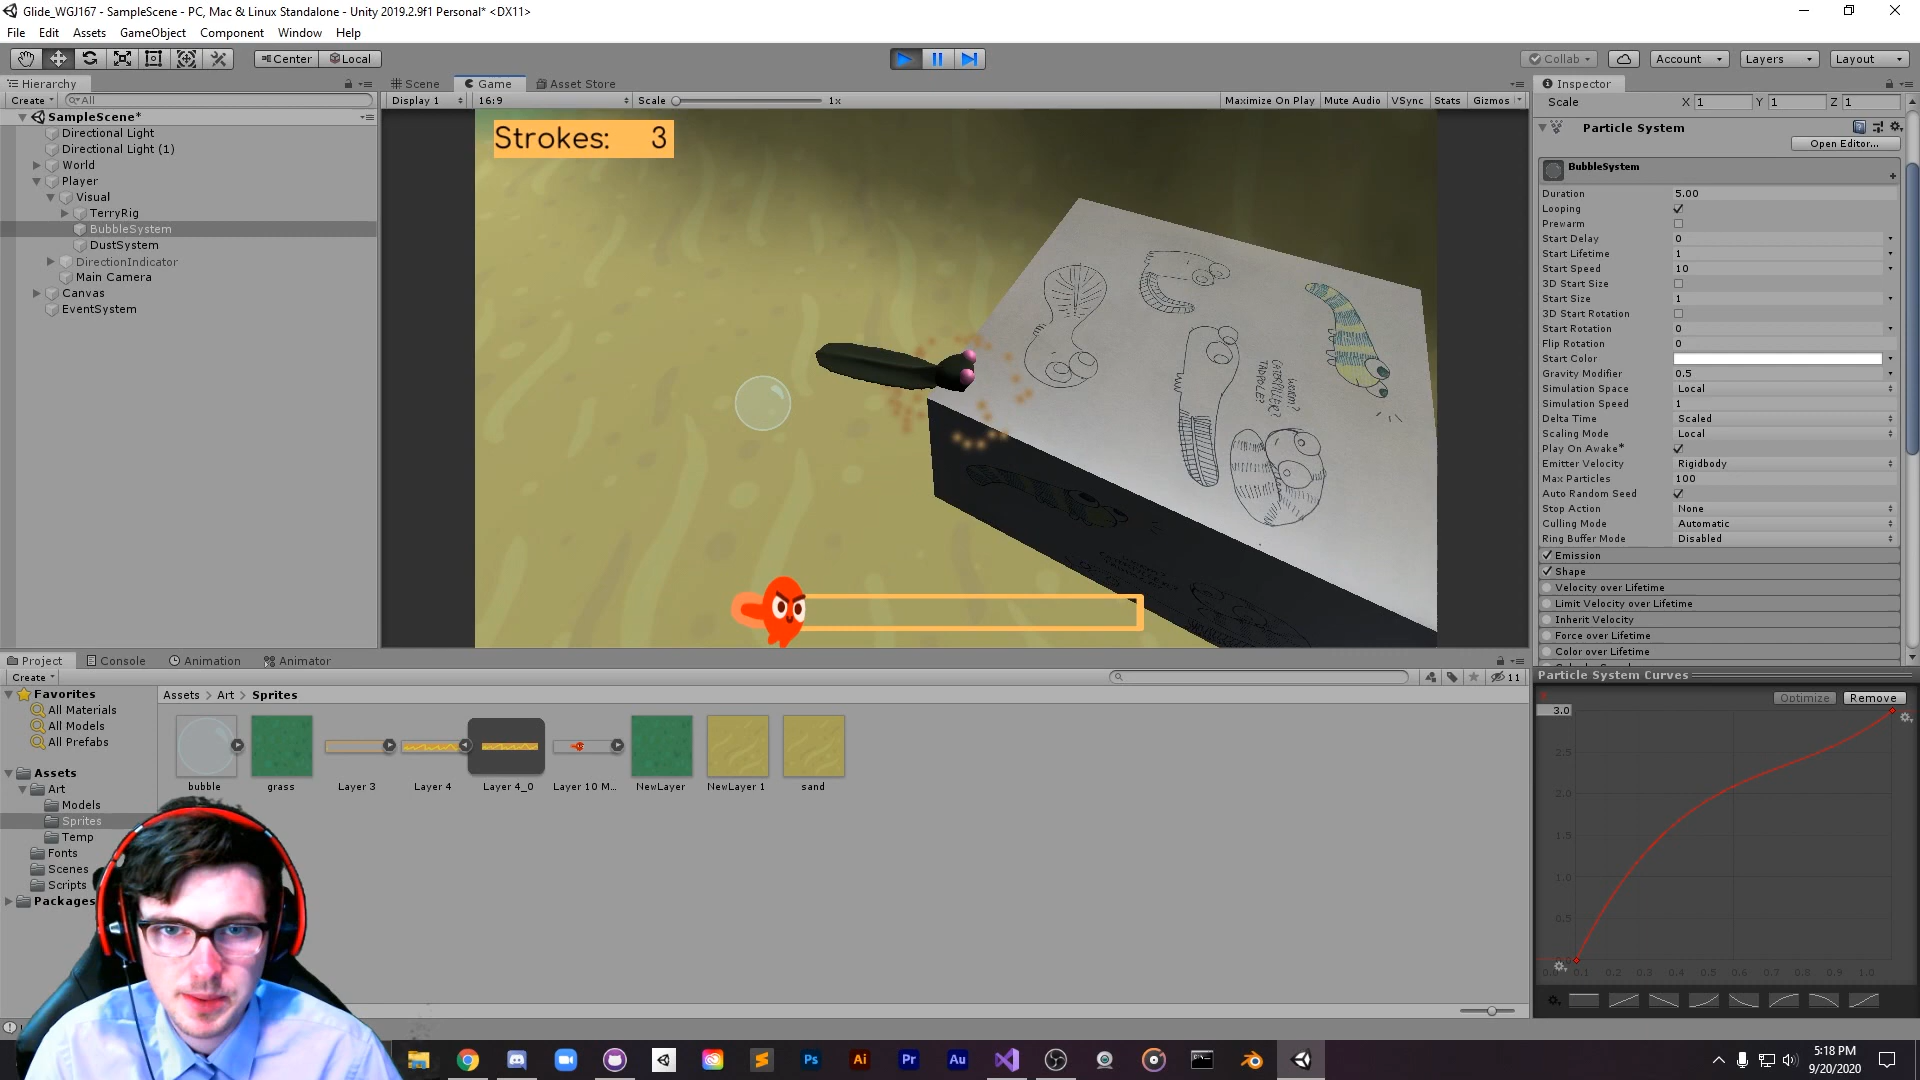 Glide_WGJ167 - SampleScene - PC, Mac & Linux Standalone - Unity 2019.2.9f1 Personal* <DX11>
File Edit Assets GameObject Component Window Help
Center Local
Collab Account Layers Layout
Hierarchy
Create All
SampleScene*
Directional Light
Directional Light (1)
World
Player
Visual
TerryRig
BubbleSystem
DustSystem
DirectionIndicator
Main Camera
Canvas
EventSystem
Scene Game Asset Store
Display 1 16:9 Scale 1x Maximize On Play Mute Audio VSync Stats Gizmos
Strokes: 3
worm?
CATERPILLER?
TADPOLE?
Inspector
Scale X 1 Y 1 Z 1
Particle System
Open Editor...
BubbleSystem
Duration 5.00
Looping
Prewarm
Start Delay 0
Start Lifetime 1
Start Speed 10
3D Start Size
Start Size 1
3D Start Rotation
Start Rotation 0
Flip Rotation 0
Start Color
Gravity Modifier 0.5
Simulation Space Local
Simulation Speed 1
Delta Time Scaled
Scaling Mode Local
Play On Awake*
Emitter Velocity Rigidbody
Max Particles 100
Auto Random Seed
Stop Action None
Culling Mode Automatic
Ring Buffer Mode Disabled
Emission
Shape
Velocity over Lifetime
Limit Velocity over Lifetime
Inherit Velocity
Force over Lifetime
Color over Lifetime
Particle System Curves
Optimize Remove
3.0
2.5
2.0
1.5
1.0
0.5
0.1 0.2 0.3 0.4 0.5 0.6 0.7 0.8 0.9 1.0
Project Console Animation Animator
Create 11
Favorites
All Materials
All Models
All Prefabs
Assets
Art
Models
Sprites
Temp
Fonts
Scenes
Scripts
Packages
Assets > Art > Sprites
bubble grass Layer 3 Layer 4 Layer 4_0 Layer 10 M... NewLayer NewLayer 1 sand
Ps Ai Pr Au
5:18 PM
9/20/2020